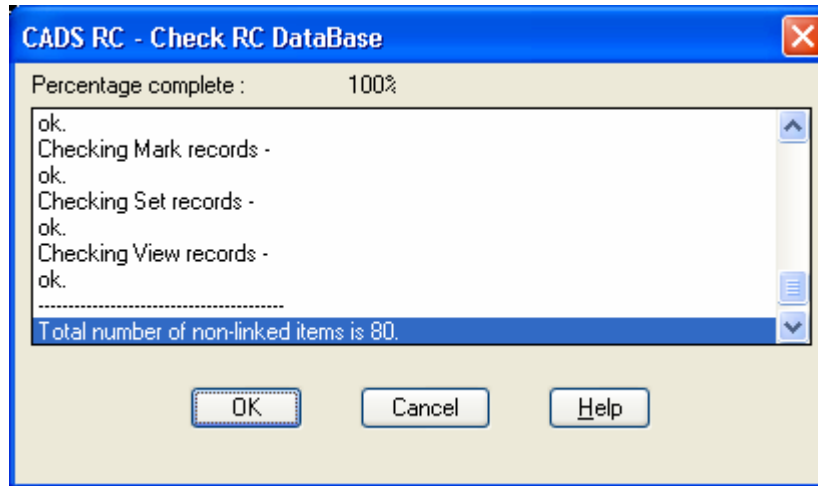 CADS RC - Check RC DataBase
Percentage complete : 100%
ok.
Checking Mark records -
ok.
Checking Set records -
ok.
Checking View records -
ok.
----------------------------------------
Total number of non-linked items is 80.
OK Cancel Help